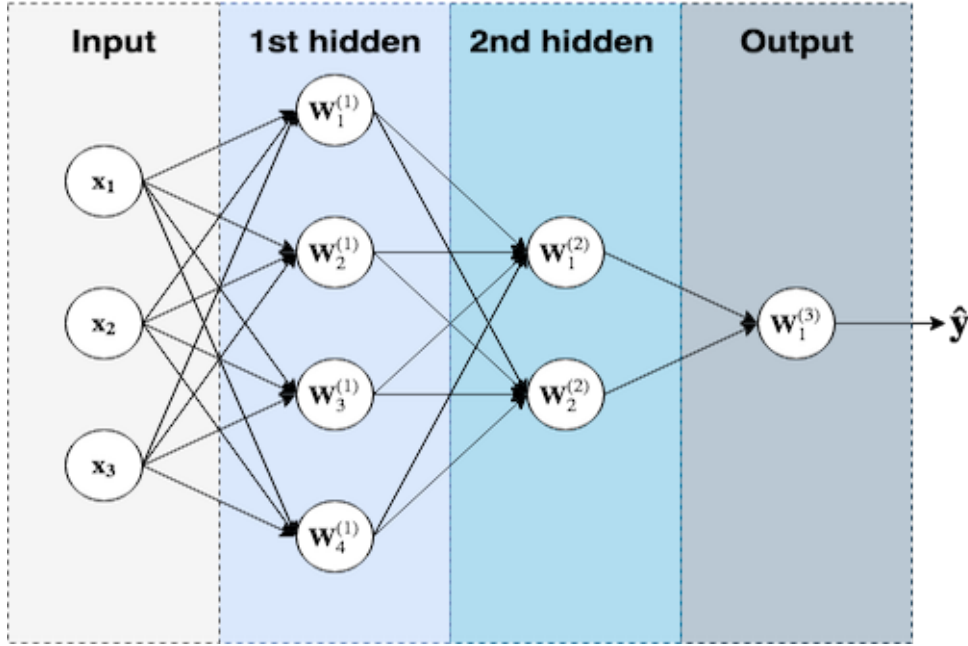 Input
1st hidden
2nd hidden
Output
x₁
x₂
x₃
W₁⁽¹⁾
W₂⁽¹⁾
W₃⁽¹⁾
W₄⁽¹⁾
W₁⁽²⁾
W₂⁽²⁾
W₁⁽³⁾
ŷ